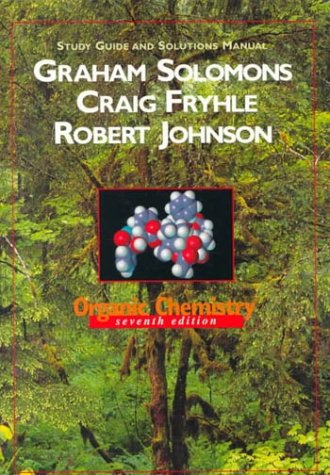 STUDY GUIDE AND SOLUTIONS MANUAL
GRAHAM SOLOMONS
CRAIG FRYHLE
ROBERT JOHNSON
Organic Chemistry
seventh edition